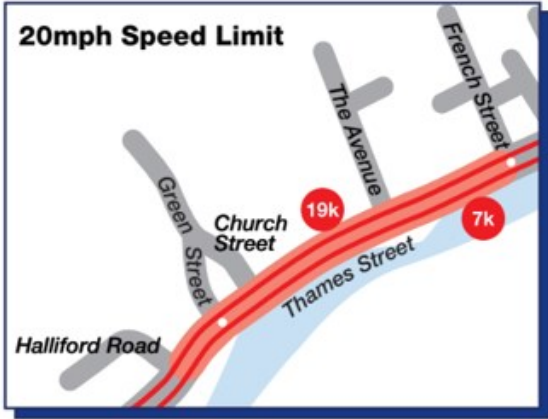 20mph Speed Limit
French Street
The Avenue
Green Street
Church
Street
19k
7k
Thames Street
Halliford Road